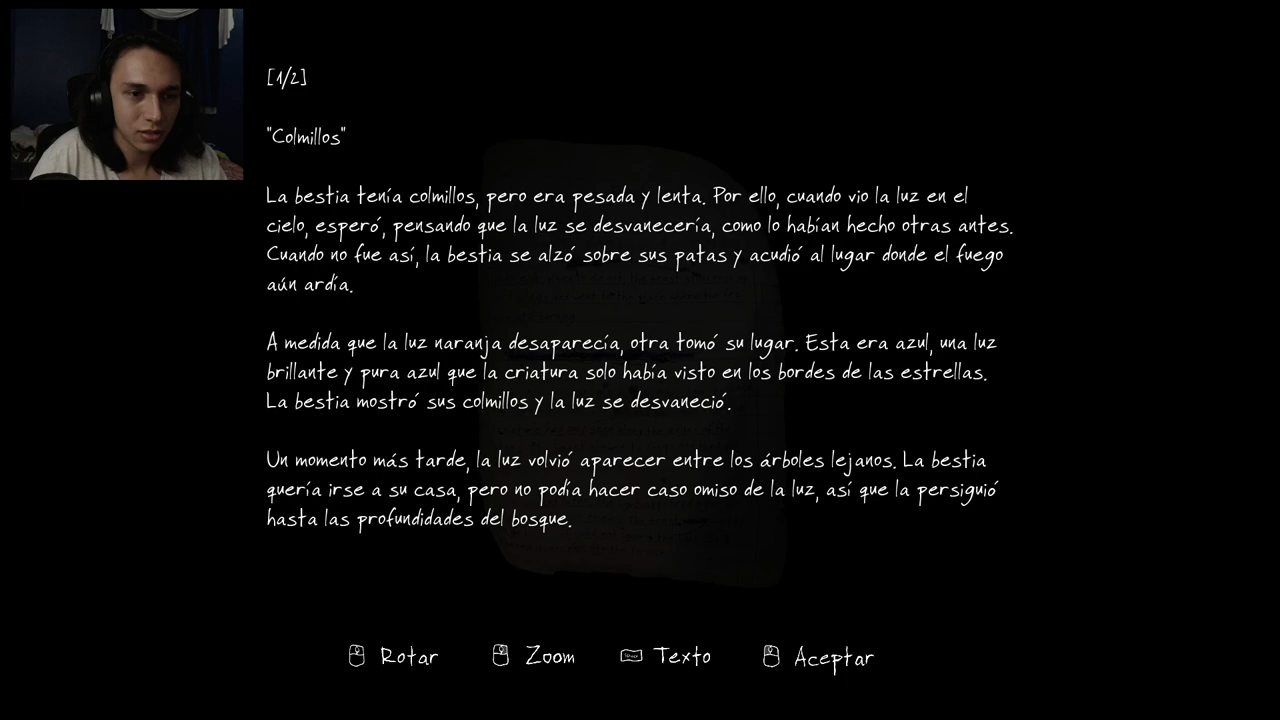 [1/2]
"Colmillos"
La bestia tenía colmillos, pero era pesada y lenta. Por ello, cuando vio la luz en el
cielo, esperó, pensando que la luz se desvanecería, como lo habían hecho otras antes.
Cuando no fue así, la bestia se alzó sobre sus patas y acudió al lugar donde el fuego
aún ardía.
A medida que la luz naranja desaparecía, otra tomó su lugar. Esta era azul, una luz
brillante y pura azul que la criatura solo había visto en los bordes de las estrellas.
La bestia mostró sus colmillos y la luz se desvaneció.
Un momento más tarde, la luz volvió aparecer entre los árboles lejanos. La bestia
quería irse a su casa, pero no podía hacer caso omiso de la luz, así que la persiguió
hasta las profundidades del bosque.
Rotar Zoom Texto Aceptar